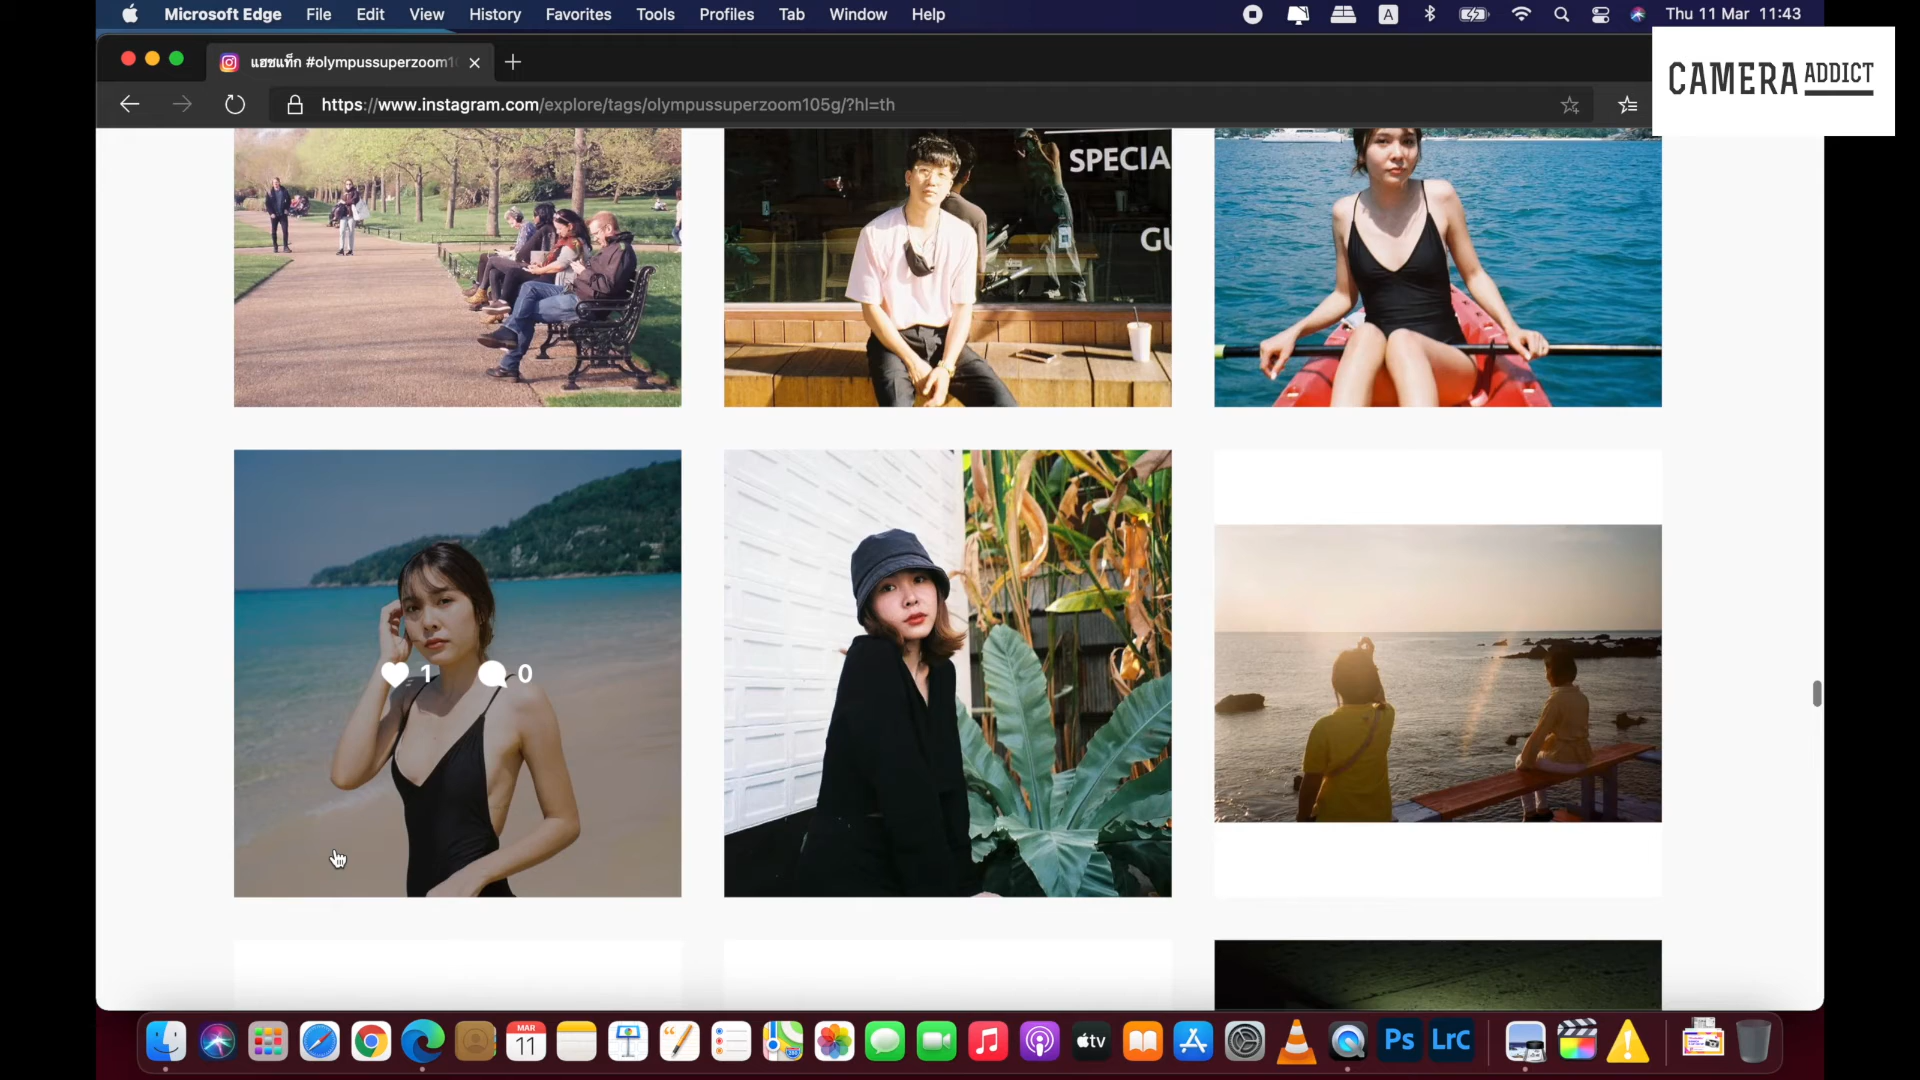 Microsoft Edge File Edit View History Favorites Tools Profiles Tab Window Help A Thu 11 Mar 11:43
CAMERA ADDICT
แฮชแท็ก #olympussuperzoom1
https://www.instagram.com/explore/tags/olympussuperzoom105g/?hl=th
SPECIA
GU
1 0
MAR
11
tv
Ps
LrC